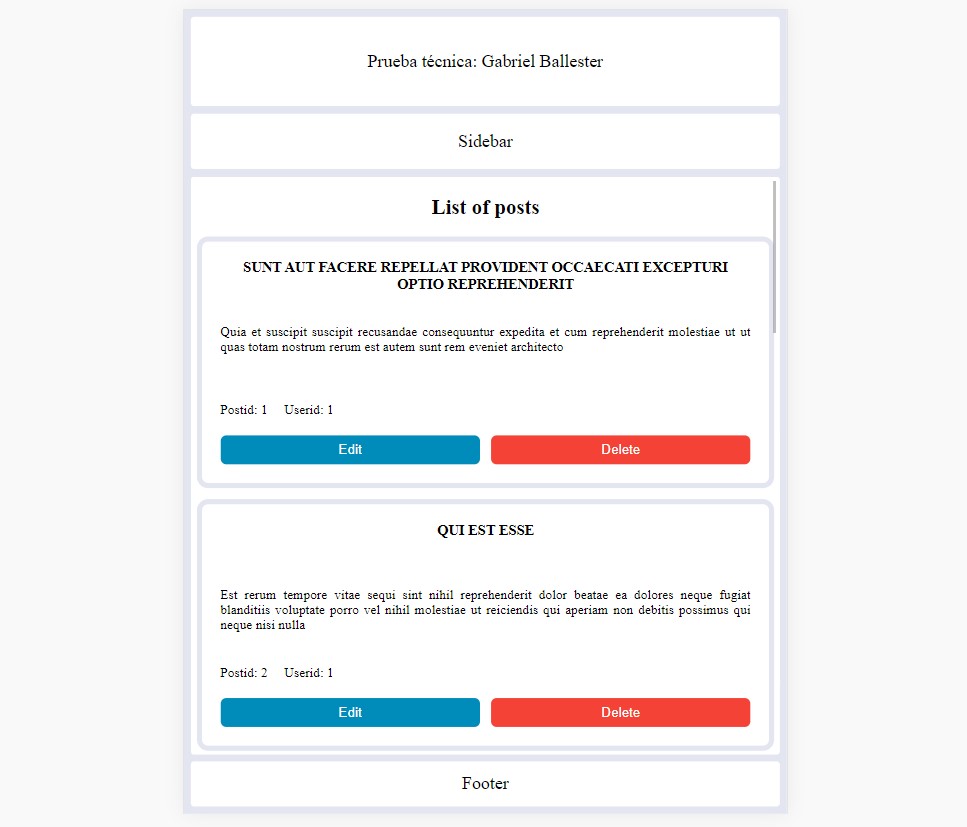 Prueba técnica: Gabriel Ballester
Sidebar
List of posts
SUNT AUT FACERE REPELLAT PROVIDENT OCCAECATI EXCEPTURI
OPTIO REPREHENDERIT
Quia et suscipit suscipit recusandae consequuntur expedita et cum reprehenderit molestiae ut ut
quas totam nostrum rerum est autem sunt rem eveniet architecto
Postid: 1 Userid: 1
Edit Delete
QUI EST ESSE
Est rerum tempore vitae sequi sint nihil reprehenderit dolor beatae ea dolores neque fugiat
blanditiis voluptate porro vel nihil molestiae ut reiciendis qui aperiam non debitis possimus qui
neque nisi nulla
Postid: 2 Userid: 1
Edit Delete
Footer